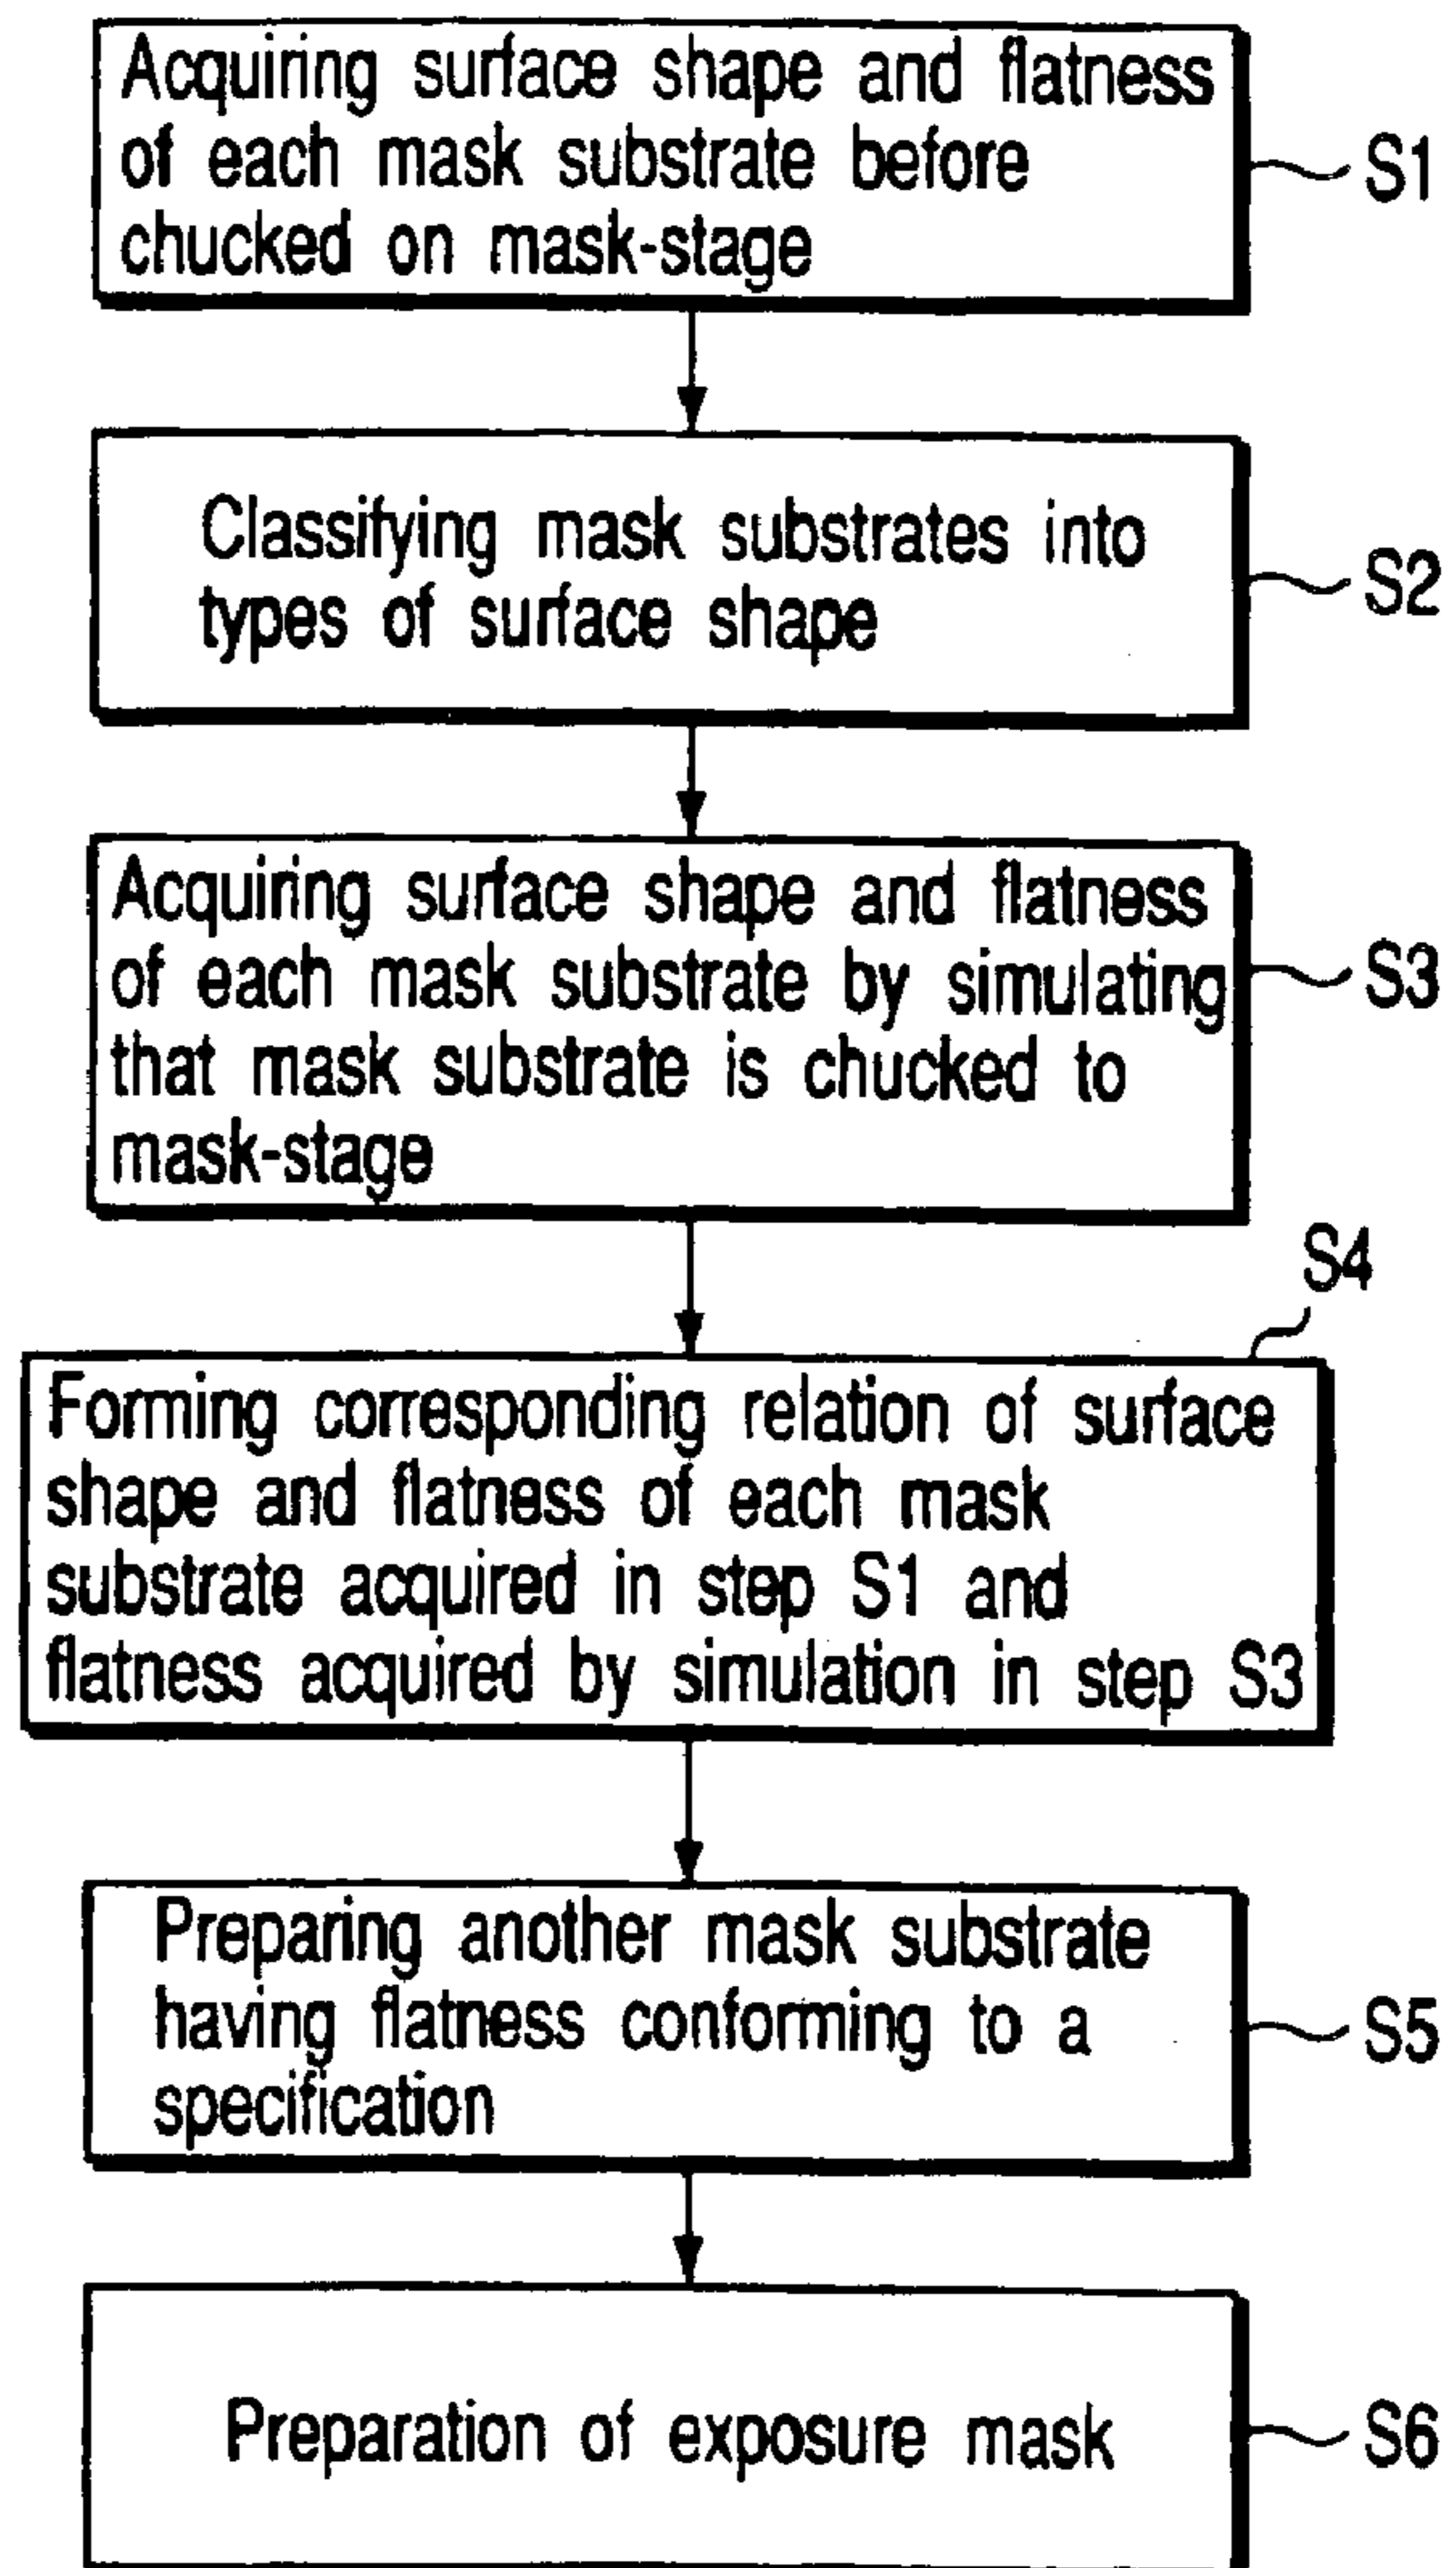 Acquiring surface shape and flatness
of each mask substrate before
chucked on mask-stage
S1
Classifying mask substrates into
types of surface shape
S2
Acquiring surface shape and flatness
of each mask substrate by simulating
that mask substrate is chucked to
mask-stage
S3
S4
Forming corresponding relation of surface
shape and flatness of each mask
substrate acquired in step S1 and
flatness acquired by simulation in step S3
Preparing another mask substrate
having flatness conforming to a
specification
S5
Preparation of exposure mask
S6